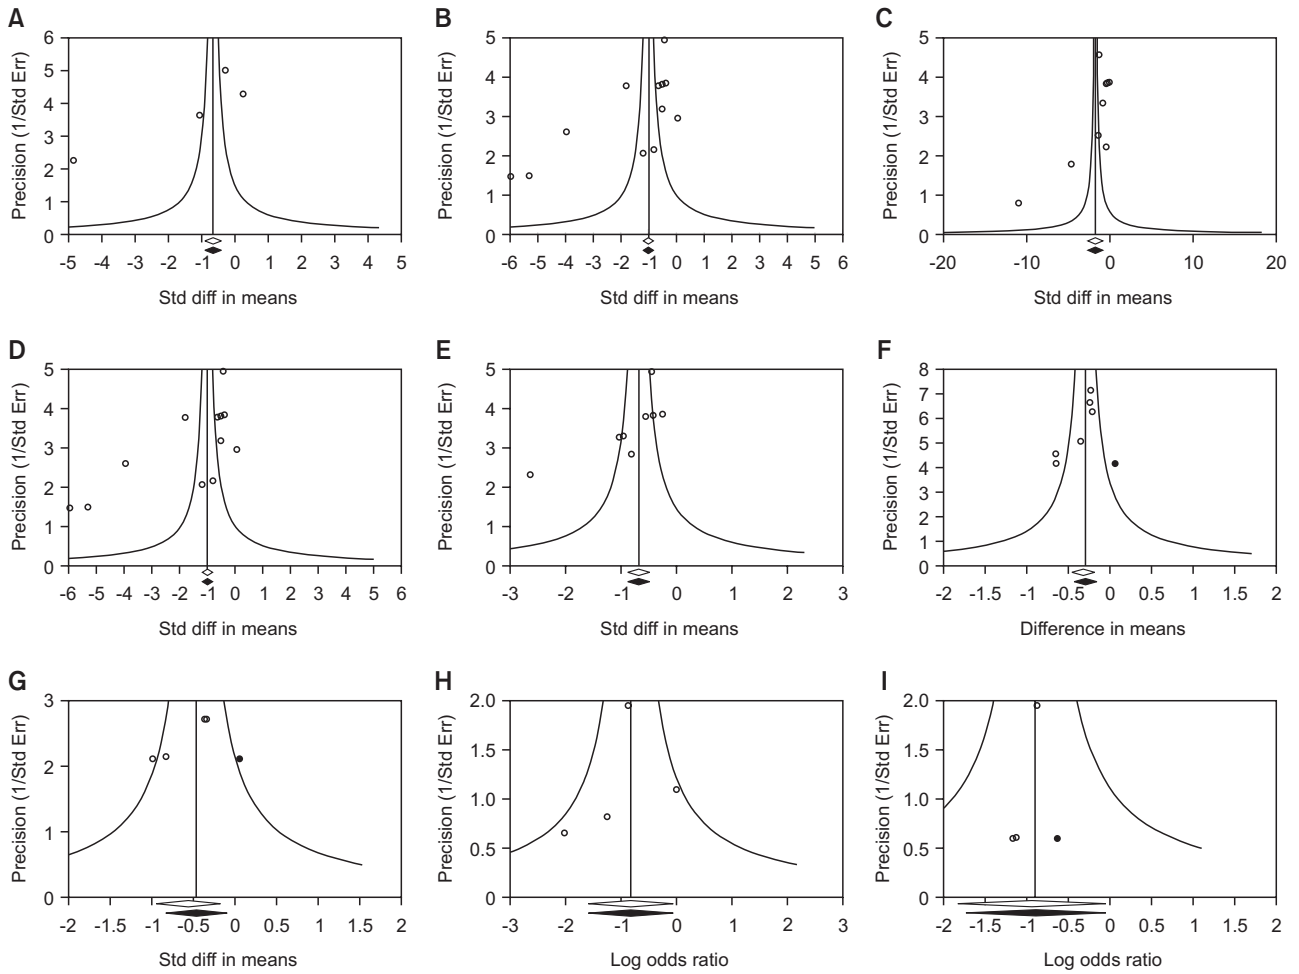 A
B
C
Precision (1/Std Err)
6
5
4
3
2
1
0
-5 -4 -3 -2 -1 0 1 2 3 4 5
Std diff in means
Precision (1/Std Err)
5
4
3
2
1
0
-6 -5 -4 -3 -2 -1 0 1 2 3 4 5 6
Std diff in means
Precision (1/Std Err)
5
4
3
2
1
0
-20 -10 0 10 20
Std diff in means
D
E
F
Precision (1/Std Err)
5
4
3
2
1
0
-6 -5 -4 -3 -2 -1 0 1 2 3 4 5 6
Std diff in means
Precision (1/Std Err)
5
4
3
2
1
0
-3 -2 -1 0 1 2 3
Std diff in means
Precision (1/Std Err)
8
7
6
5
4
3
2
1
0
-2 -1.5 -1 -0.5 0 0.5 1 1.5 2
Difference in means
G
H
I
Precision (1/Std Err)
3
2
1
0
-2 -1.5 -1 -0.5 0 0.5 1 1.5 2
Std diff in means
Precision (1/Std Err)
2.0
1.5
1.0
0.5
0
-3 -2 -1 0 1 2 3
Log odds ratio
Precision (1/Std Err)
2.0
1.5
1.0
0.5
0
-2 -1.5 -1 -0.5 0 0.5 1 1.5 2
Log odds ratio